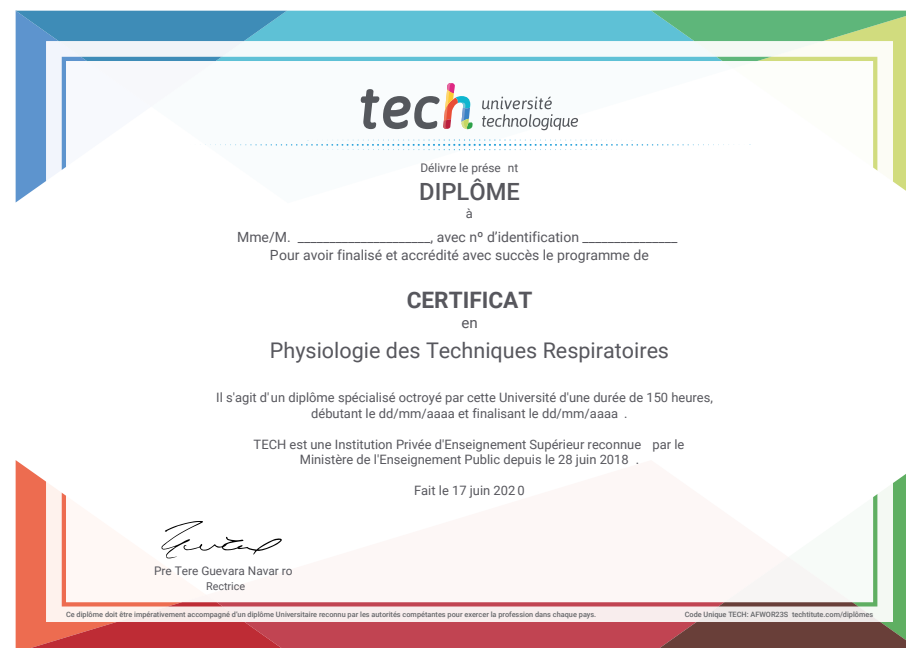 tech université
technologique
Délivre le prése nt
DIPLÔME
à
Mme/M. ____________________, avec nº d’identification ______________
Pour avoir finalisé et accrédité avec succès le programme de
CERTIFICAT
en
Physiologie des Techniques Respiratoires
Il s'agit d'un diplôme spécialisé octroyé par cette Université d'une durée de 150 heures,
débutant le dd/mm/aaaa et finalisant le dd/mm/aaaa .
TECH est une Institution Privée d'Enseignement Supérieur reconnue par le
Ministère de l'Enseignement Public depuis le 28 juin 2018 .
Fait le 17 juin 2020
Pre Tere Guevara Navar ro
Rectrice
Ce diplôme doit être impérativement accompagné d'un diplôme Universitaire reconnu par les autorités compétantes pour exercer la profession dans chaque pays.
Code Unique TECH: AFWOR23S techtitute.com/diplômes